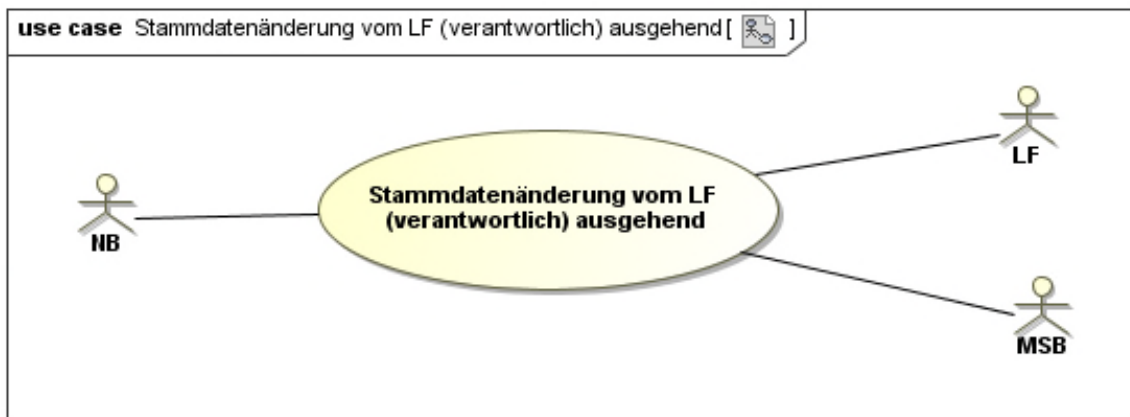 use case Stammdatenänderung vom LF (verantwortlich) ausgehend [ ]
LF
Stammdatenänderung vom LF
(verantwortlich) ausgehend
NB
MSB